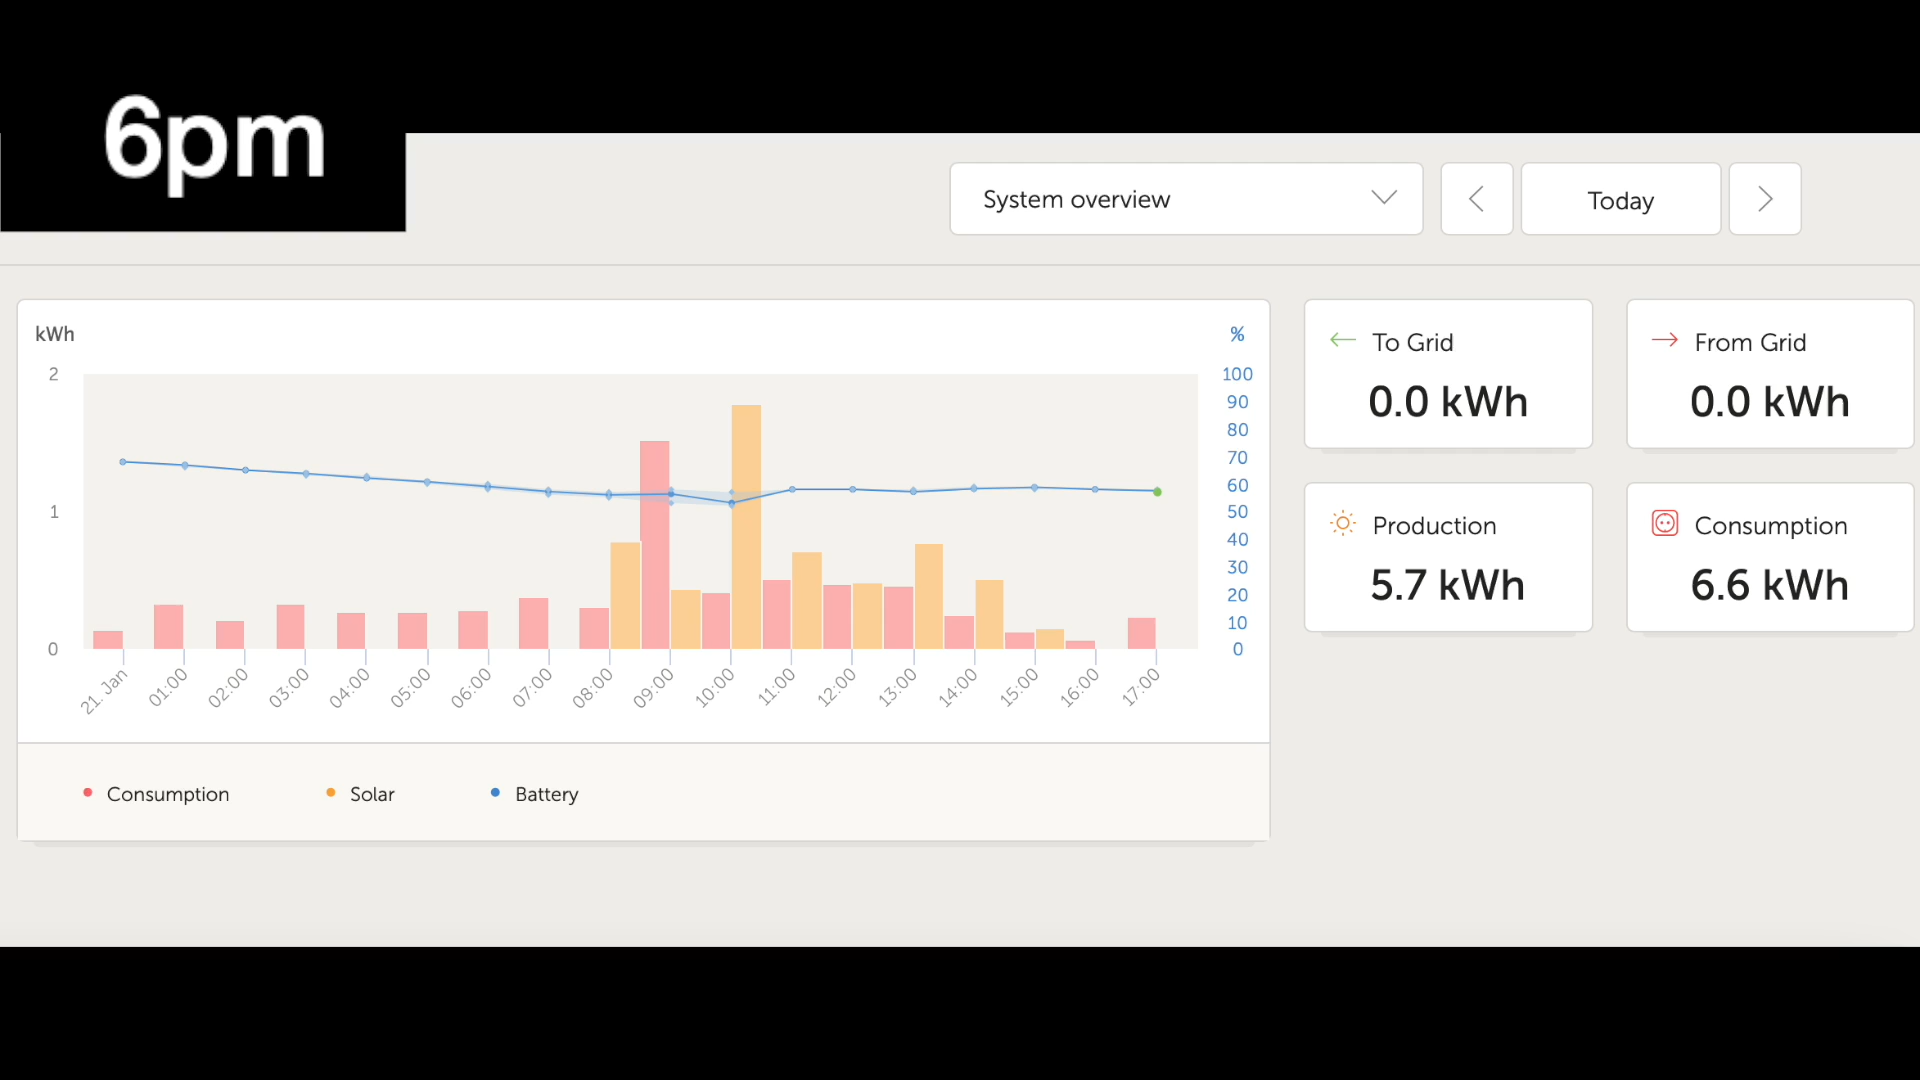 6pm
System overview
Today
kWh
%
2
1
0
100
90
80
70
60
50
40
30
20
10
0
21. Jan
01:00
02:00
03:00
04:00
05:00
06:00
07:00
08:00
09:00
10:00
11:00
12:00
13:00
14:00
15:00
16:00
17:00
Consumption
Solar
Battery
To Grid
0.0 kWh
From Grid
0.0 kWh
Production
5.7 kWh
Consumption
6.6 kWh